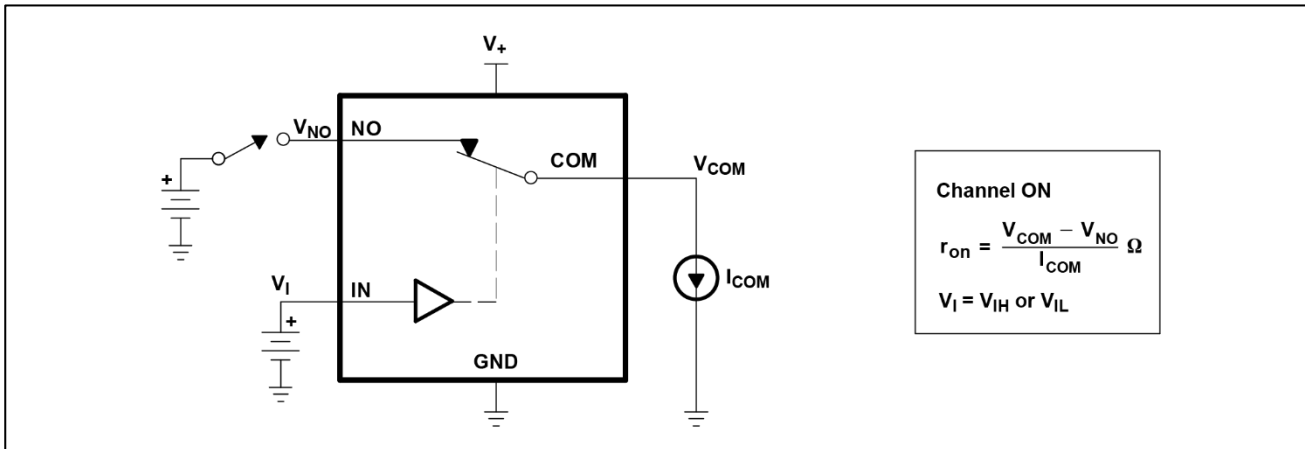 V+
VNO NO
COM
VCOM
+
VI IN
+
ICOM
GND
Channel ON
ron = VCOM − VNO / ICOM Ω
VI = VIH or VIL